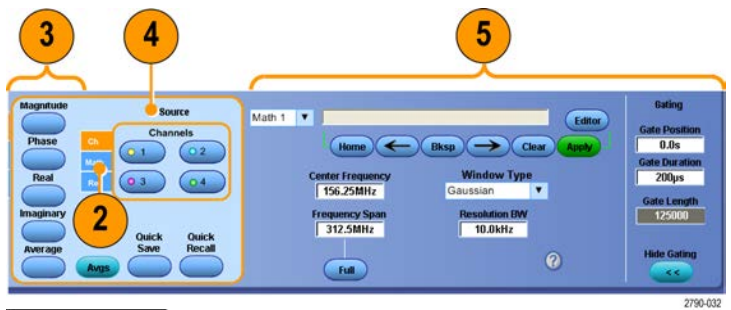 3
4
5
Magnitude
Phase
Real
Imaginary
Average
Source
Ch
2
Channels
1
2
3
4
Avgs
Quick Save
Quick Recall
Math 1
Editor
Home
Bksp
Clear
Apply
Center Frequency
156.25MHz
Frequency Span
312.5MHz
Full
Window Type
Gaussian
Resolution BW
10.0kHz
?
Gating
Gate Position
0.0s
Gate Duration
200µs
Gate Length
125000
Hide Gating
<<
2790-032